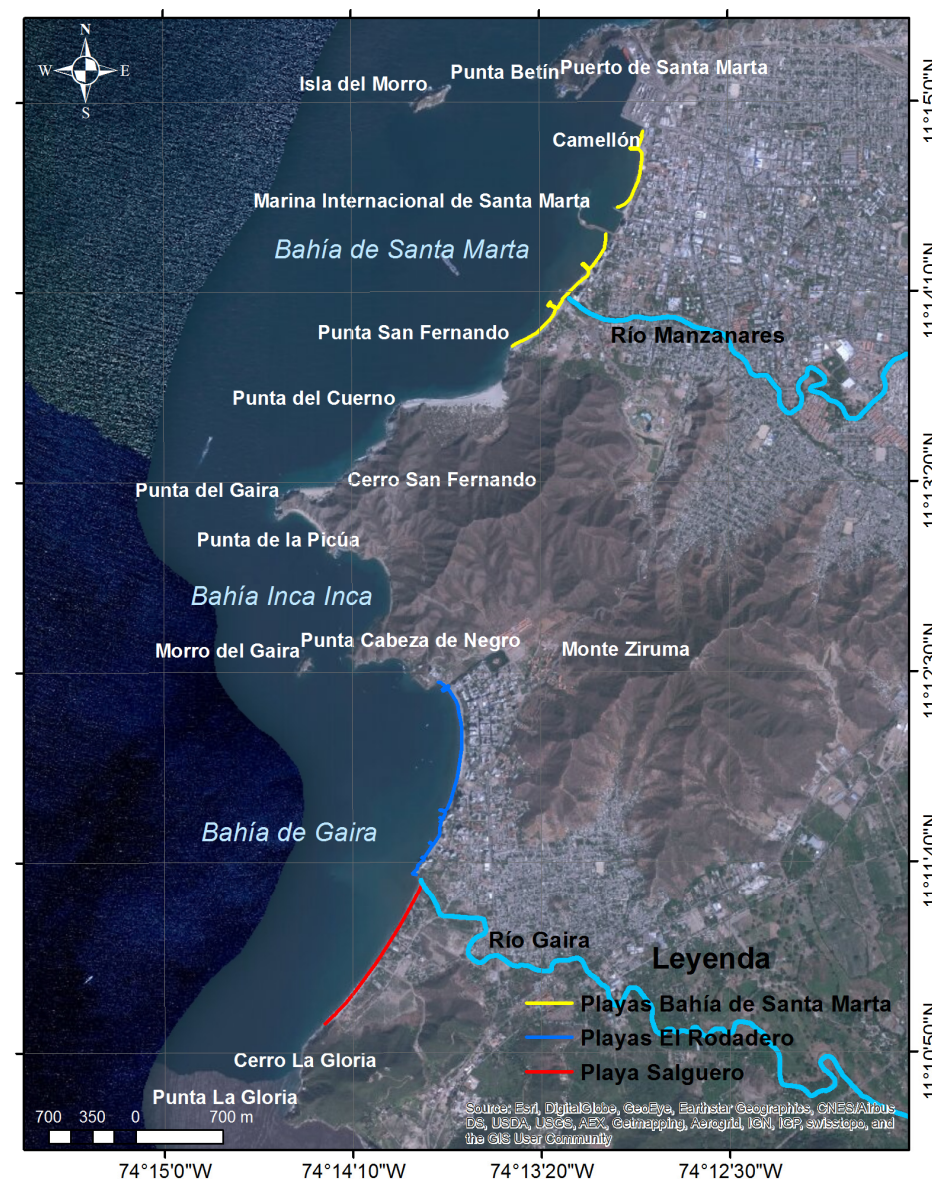 N
W E
S
Isla del Morro
Punta Betín
Puerto de Santa Marta
Camellón
Marina Internacional de Santa Marta
Bahía de Santa Marta
Punta San Fernando
Río Manzanares
Punta del Cuerno
Cerro San Fernando
Punta del Gaira
Punta de la Picúa
Bahía Inca Inca
Punta Cabeza de Negro
Morro del Gaira
Monte Ziruma
Bahía de Gaira
Río Gaira
Leyenda
Playas Bahía de Santa Marta
Playas El Rodadero
Playa Salguero
Cerro La Gloria
Punta La Gloria
700 350 0 700 m
Source: Esri, DigitalGlobe, GeoEye, Earthstar Geographics, CNES/Airbus
DS, USDA, USGS, AEX, Getmapping, Aerogrid, IGN, IGP, swisstopo, and
the GIS User Community
11°15'0"N
11°14'10"N
11°13'20"N
11°12'30"N
11°11'40"N
11°10'50"N
74°15'0"W
74°14'10"W
74°13'20"W
74°12'30"W